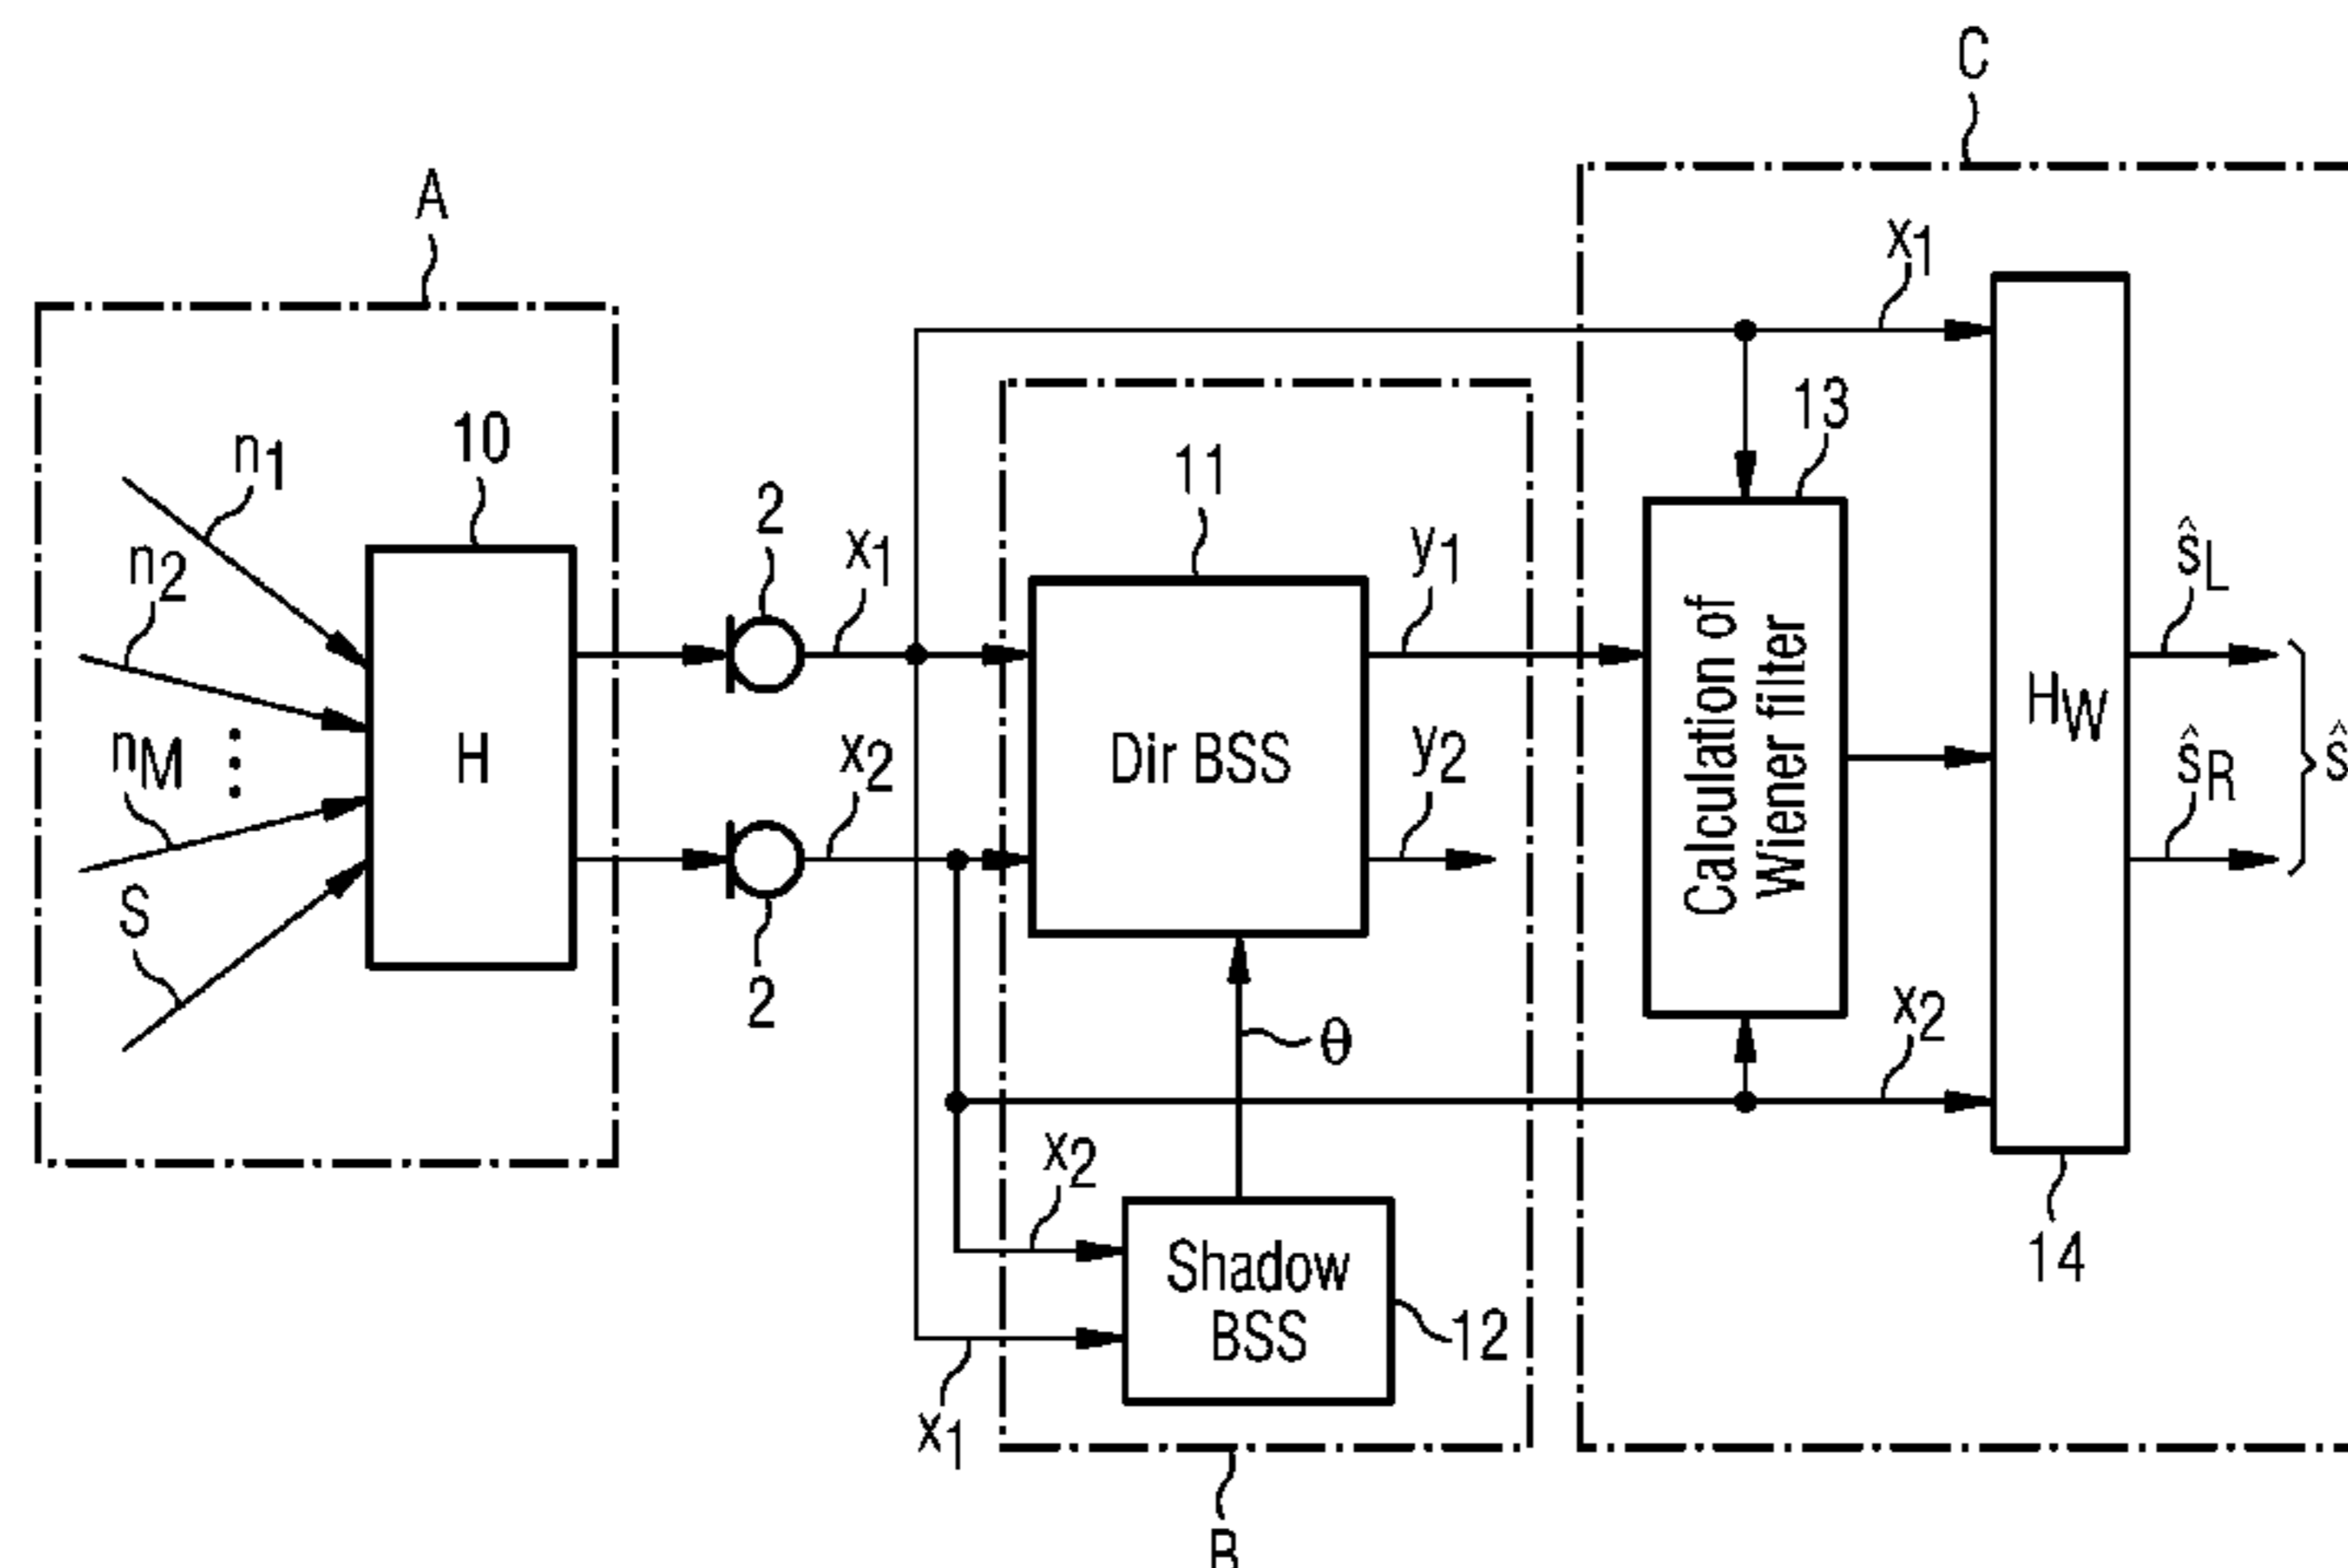 C
A
x1
13
n1
10
11
2
x1
y1
ŝL
n2
Calculation of
Wiener filter
HW
nM
H
x2
Dir BSS
y2
ŝR
ŝ
S
2
θ
x2
x2
Shadow
BSS
12
14
x1
B